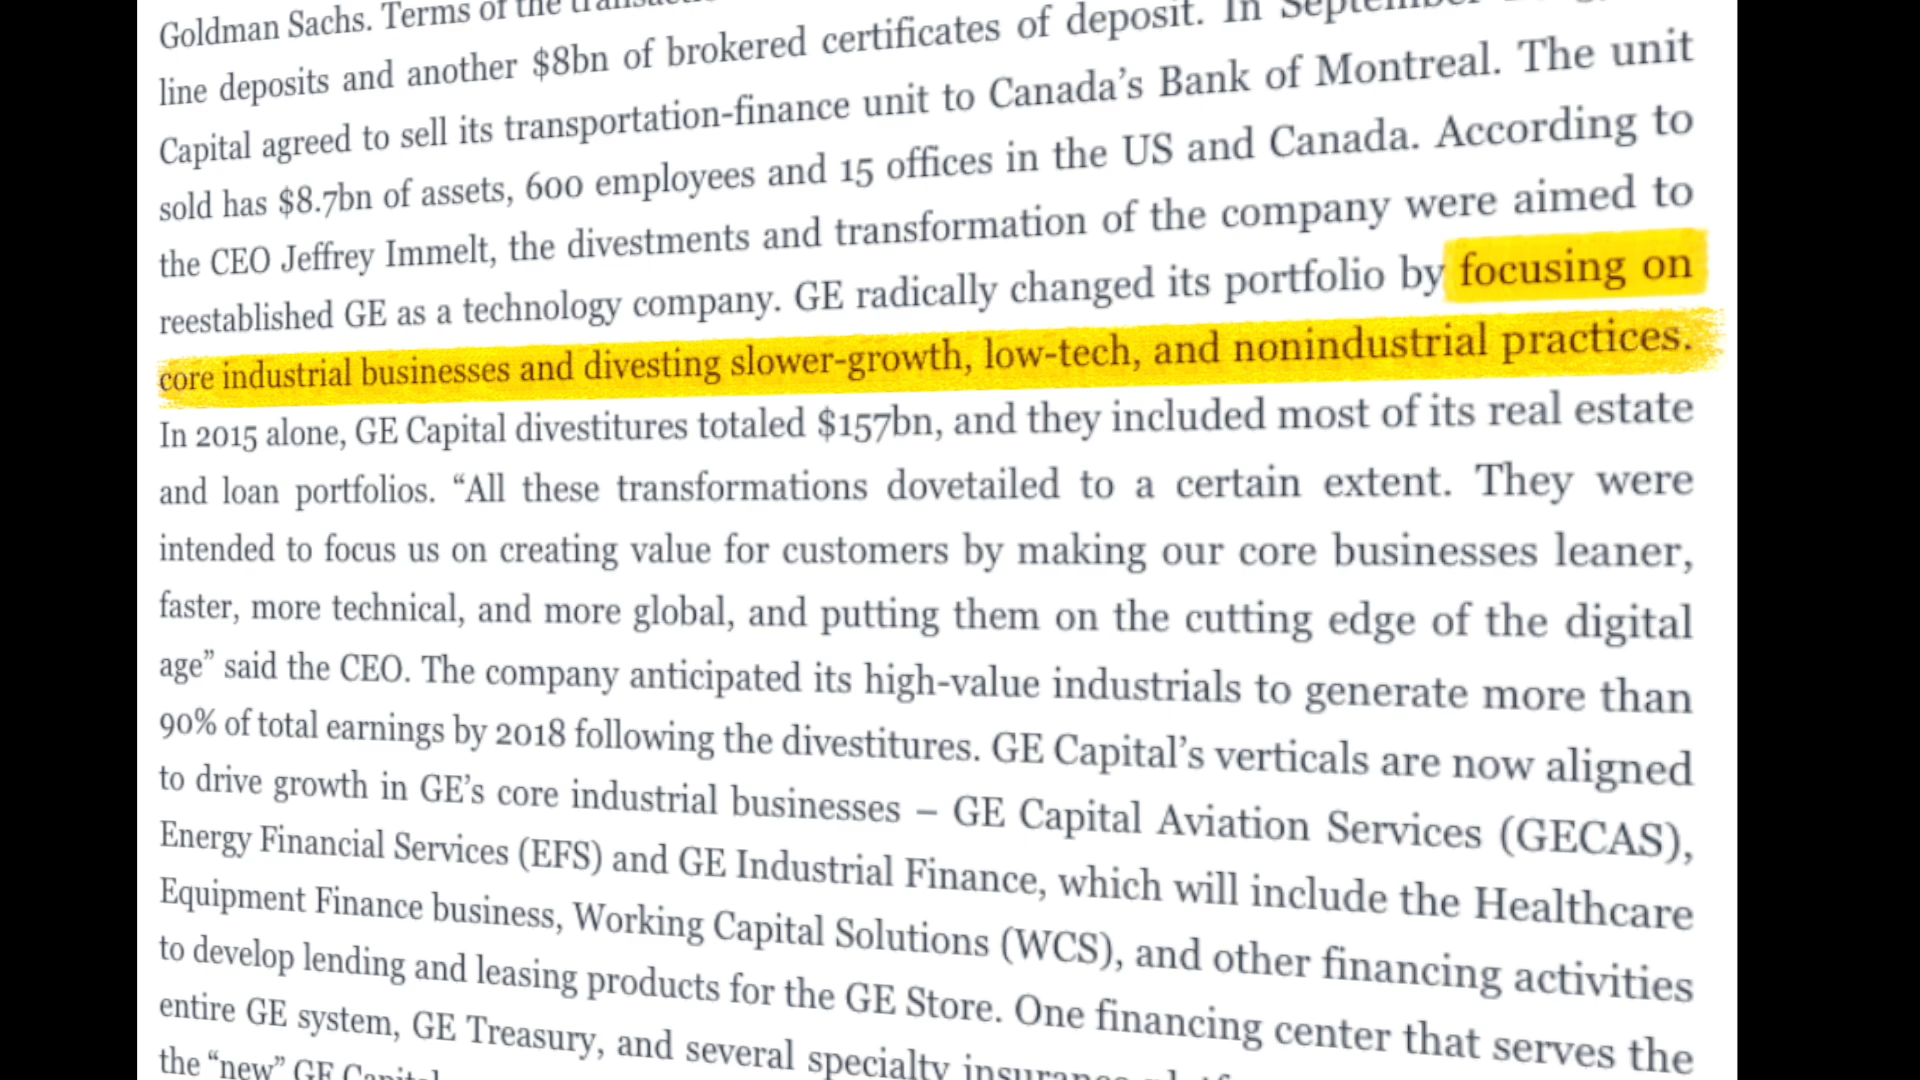 Goldman Sachs. Terms of the
line deposits and another $8bn of brokered certificates of deposit. In September
Capital agreed to sell its transportation-finance unit to Canada’s Bank of Montreal. The unit
sold has $8.7bn of assets, 600 employees and 15 offices in the US and Canada. According to
the CEO Jeffrey Immelt, the divestments and transformation of the company were aimed to
reestablished GE as a technology company. GE radically changed its portfolio by focusing on
core industrial businesses and divesting slower-growth, low-tech, and nonindustrial practices.
In 2015 alone, GE Capital divestitures totaled $157bn, and they included most of its real estate
and loan portfolios. “All these transformations dovetailed to a certain extent. They were
intended to focus us on creating value for customers by making our core businesses leaner,
faster, more technical, and more global, and putting them on the cutting edge of the digital
age” said the CEO. The company anticipated its high-value industrials to generate more than
90% of total earnings by 2018 following the divestitures. GE Capital’s verticals are now aligned
to drive growth in GE’s core industrial businesses – GE Capital Aviation Services (GECAS),
Energy Financial Services (EFS) and GE Industrial Finance, which will include the Healthcare
Equipment Finance business, Working Capital Solutions (WCS), and other financing activities
to develop lending and leasing products for the GE Store. One financing center that serves the
entire GE system, GE Treasury, and several specialty insurance
the “new” GE Capital